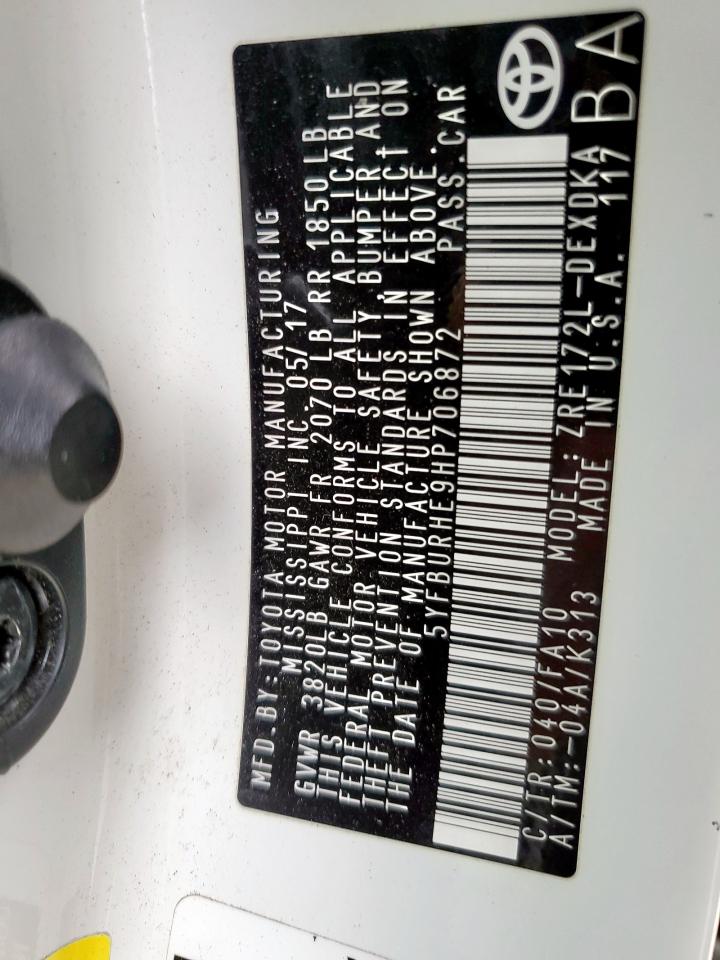 MFD. BY: TOYOTA MOTOR MANUFACTURING
MISSISSIPPI INC. 05/17
GVWR 3820LB GAWR FR 2070 LB RR 1850 LB
THIS VEHICLE CONFORMS TO ALL APPLICABLE
FEDERAL MOTOR VEHICLE SAFETY BUMPER AND
THEFT PREVENTION STANDARDS IN EFFECT ON
THE DATE OF MANUFACTURE SHOWN ABOVE.
5YFBURHE9HP706872 PASS. CAR
C/TR: 040/FA10 MODEL: ZRE172L-DEXDKA
A/TM:-04A/K313 MADE IN U.S.A. 117 BA